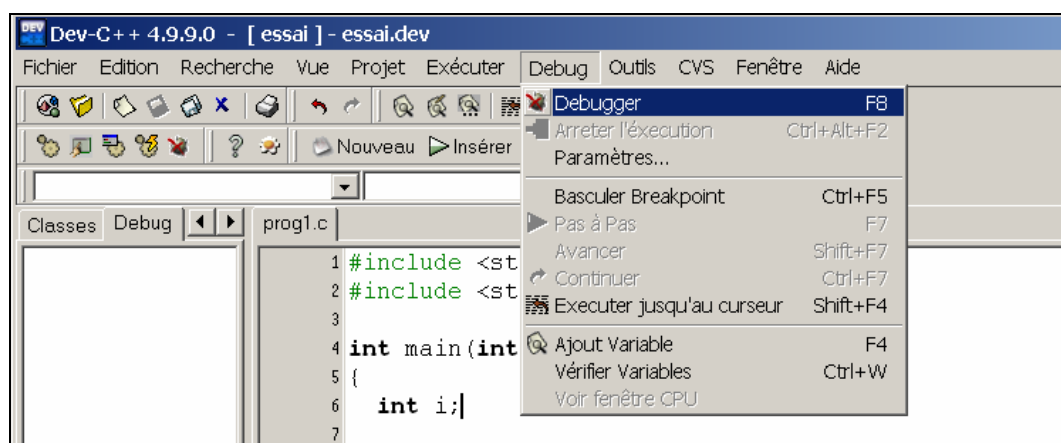 Dev-C++ 4.9.9.0 - [ essai ] - essai.dev
Fichier Edition Recherche Vue Projet Exécuter Debug Outils CVS Fenêtre Aide
Debugger F8
Arreter l'éxecution Ctrl+Alt+F2
Nouveau Insérer
Paramètres...
Basculer Breakpoint Ctrl+F5
Classes Debug prog1.c
Pas à Pas F7
Avancer Shift+F7
1 #include <st
Continuer Ctrl+F7
2 #include <st
Executer jusqu'au curseur Shift+F4
3
4 int main(int
Ajout Variable F4
5 {
Vérifier Variables Ctrl+W
6 int i;
Voir fenêtre CPU
7